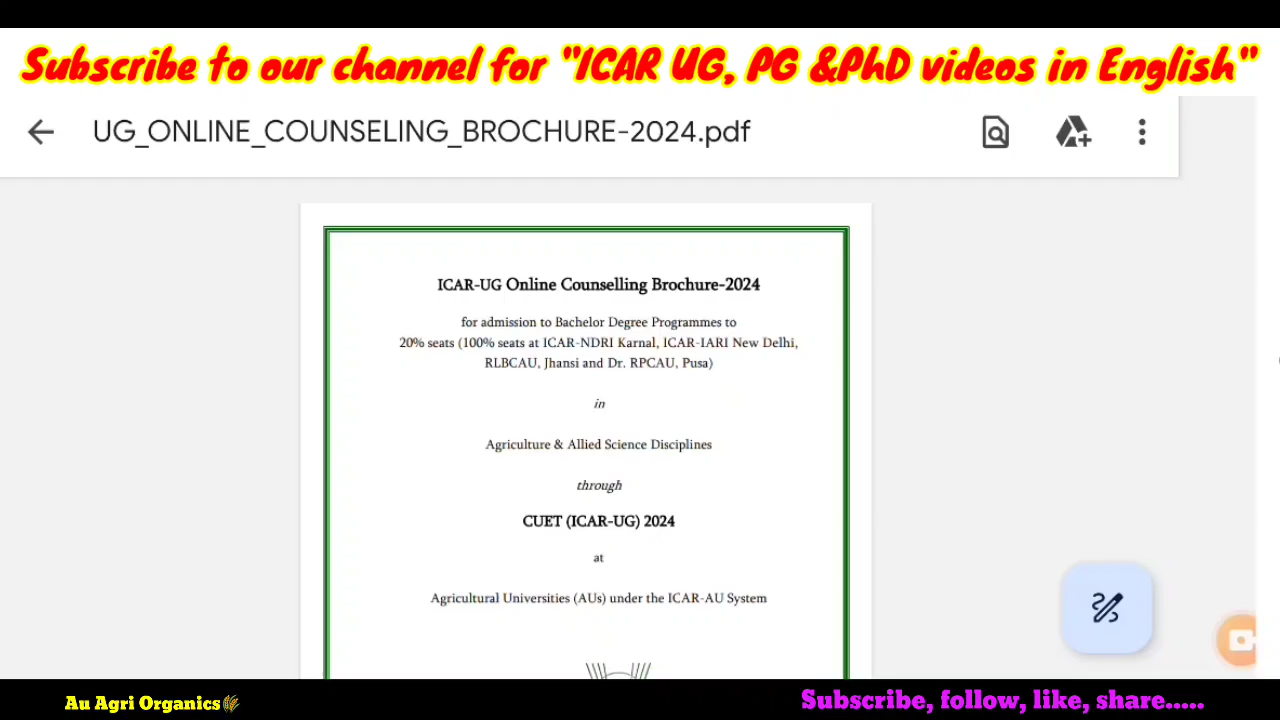 Subscribe to our channel for "ICAR UG, PG &PhD videos in English"
UG_ONLINE_COUNSELING_BROCHURE-2024.pdf
ICAR-UG Online Counselling Brochure-2024
for admission to Bachelor Degree Programmes to
20% seats (100% seats at ICAR-NDRI Karnal, ICAR-IARI New Delhi,
RLBCAU, Jhansi and Dr. RPCAU, Pusa)
in
Agriculture & Allied Science Disciplines
through
CUET (ICAR-UG) 2024
at
Agricultural Universities (AUs) under the ICAR-AU System
Au Agri Organics🌾
Subscribe, follow, like, share.....